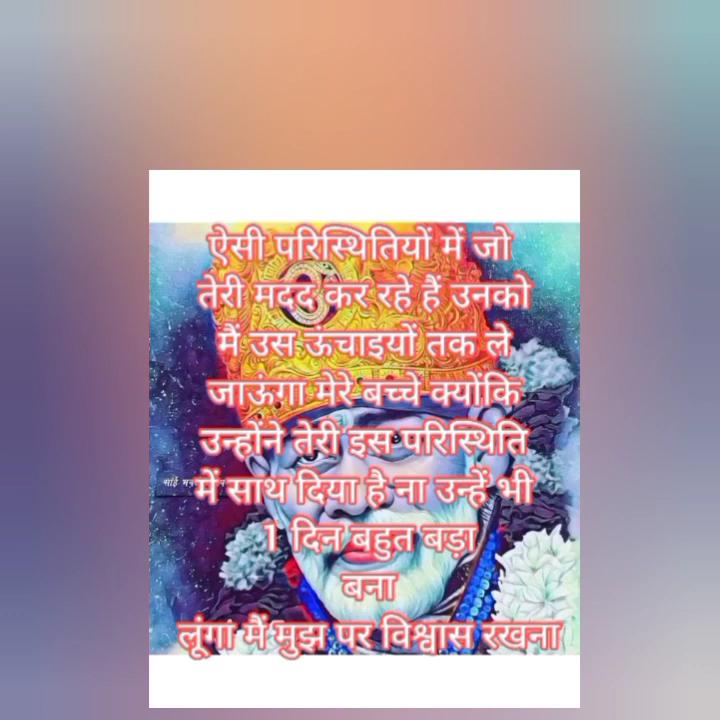 ऐसी परिस्थितियों में जो
तेरी मदद कर रहे हैं उनको
मैं उस ऊंचाइयों तक ले
जाऊंगा मेरे बच्चे क्योंकि
उन्होंने तेरी इस परिस्थिति
में साथ दिया है ना उन्हें भी
1 दिन बहुत बड़ा
बना
लूंगा मैं मुझ पर विश्वास रखना